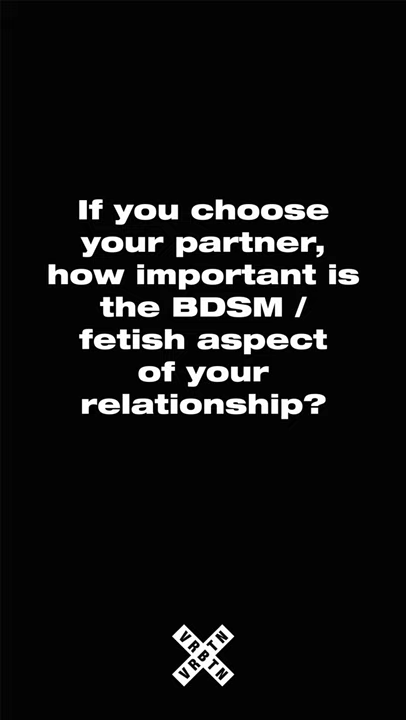 If you choose
your partner,
how important is
the BDSM /
fetish aspect
of your
relationship?
VRBTN
VRBTN